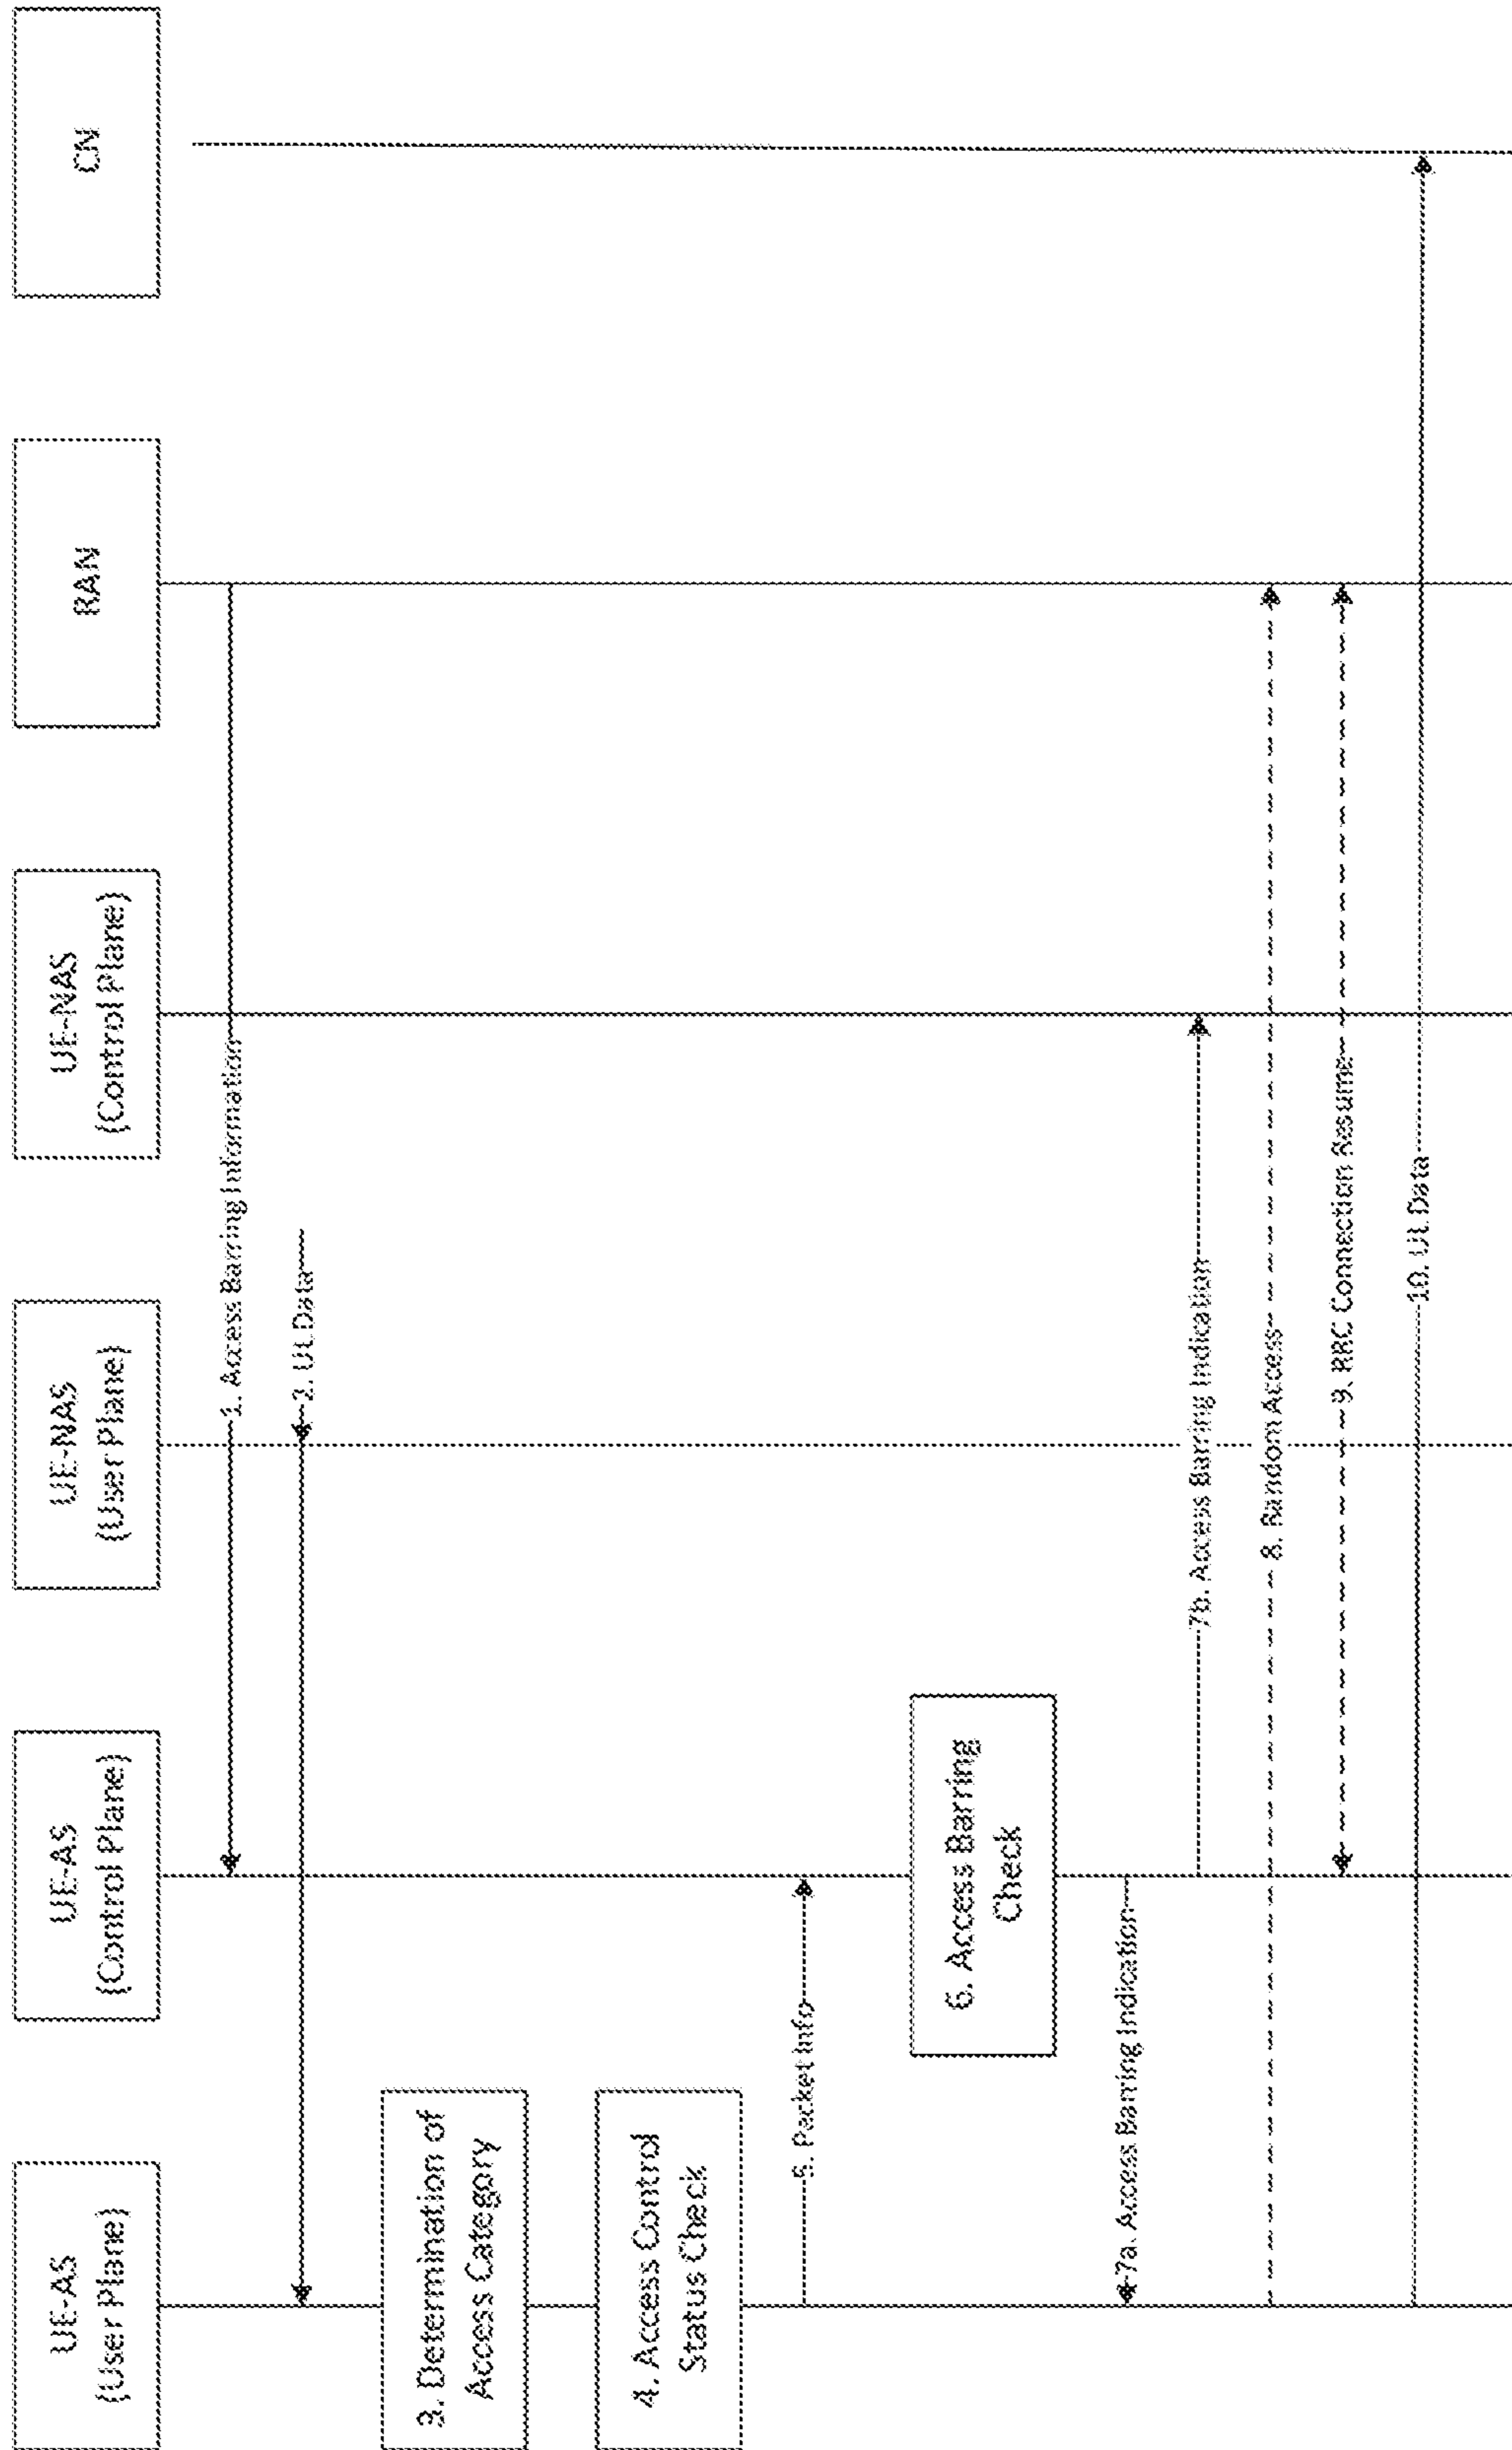 UE-AS
(User Plane)
UE-AS
(Control Plane)
UE-NAS
(User Plane)
UE-NAS
(Control Plane)
RAN
CN
1. Access Barring Information
2. UL Data
3. Determination of
Access Category
4. Access Control
Status Check
5. Packet Info
6. Access Barring
Check
7a. Access Barring Indication
7b. Access Barring Indication
8. Random Access
9. RRC Connection Resume
10. UL Data